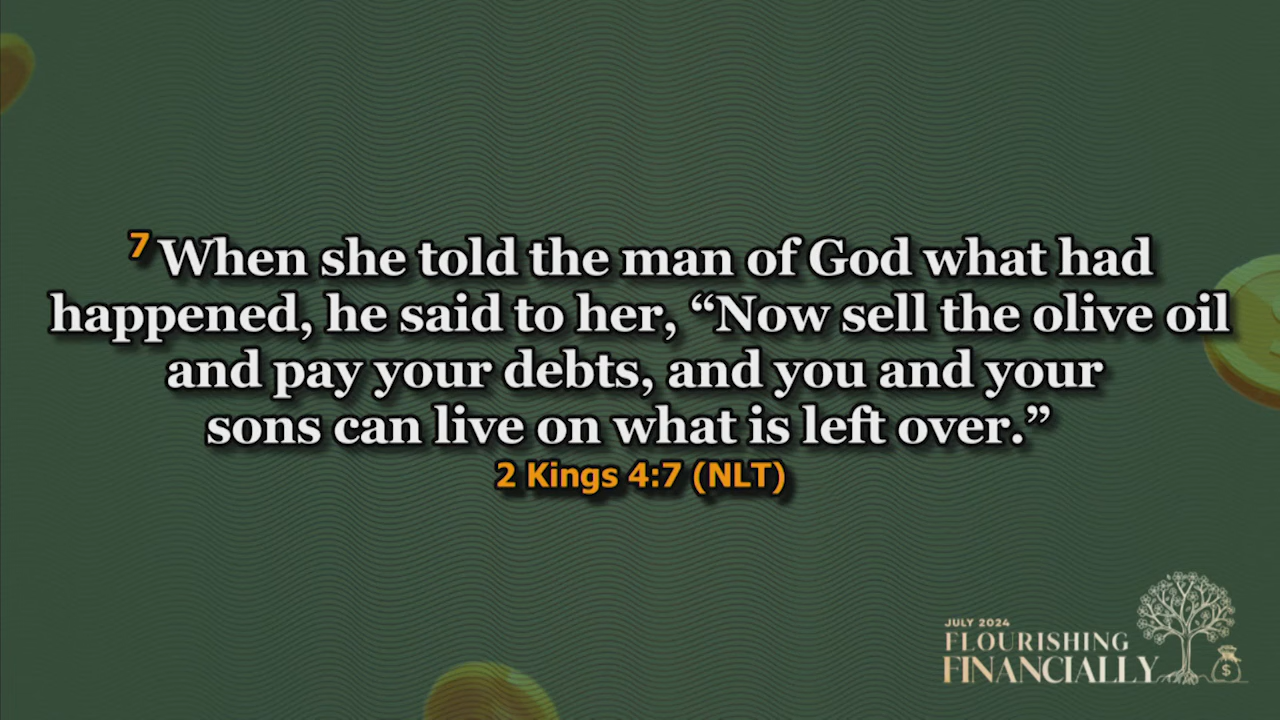 7 When she told the man of God what had
happened, he said to her, “Now sell the olive oil
and pay your debts, and you and your
sons can live on what is left over.”
2 Kings 4:7 (NLT)
JULY 2024
FLOURISHING
FINANCIALLY
$